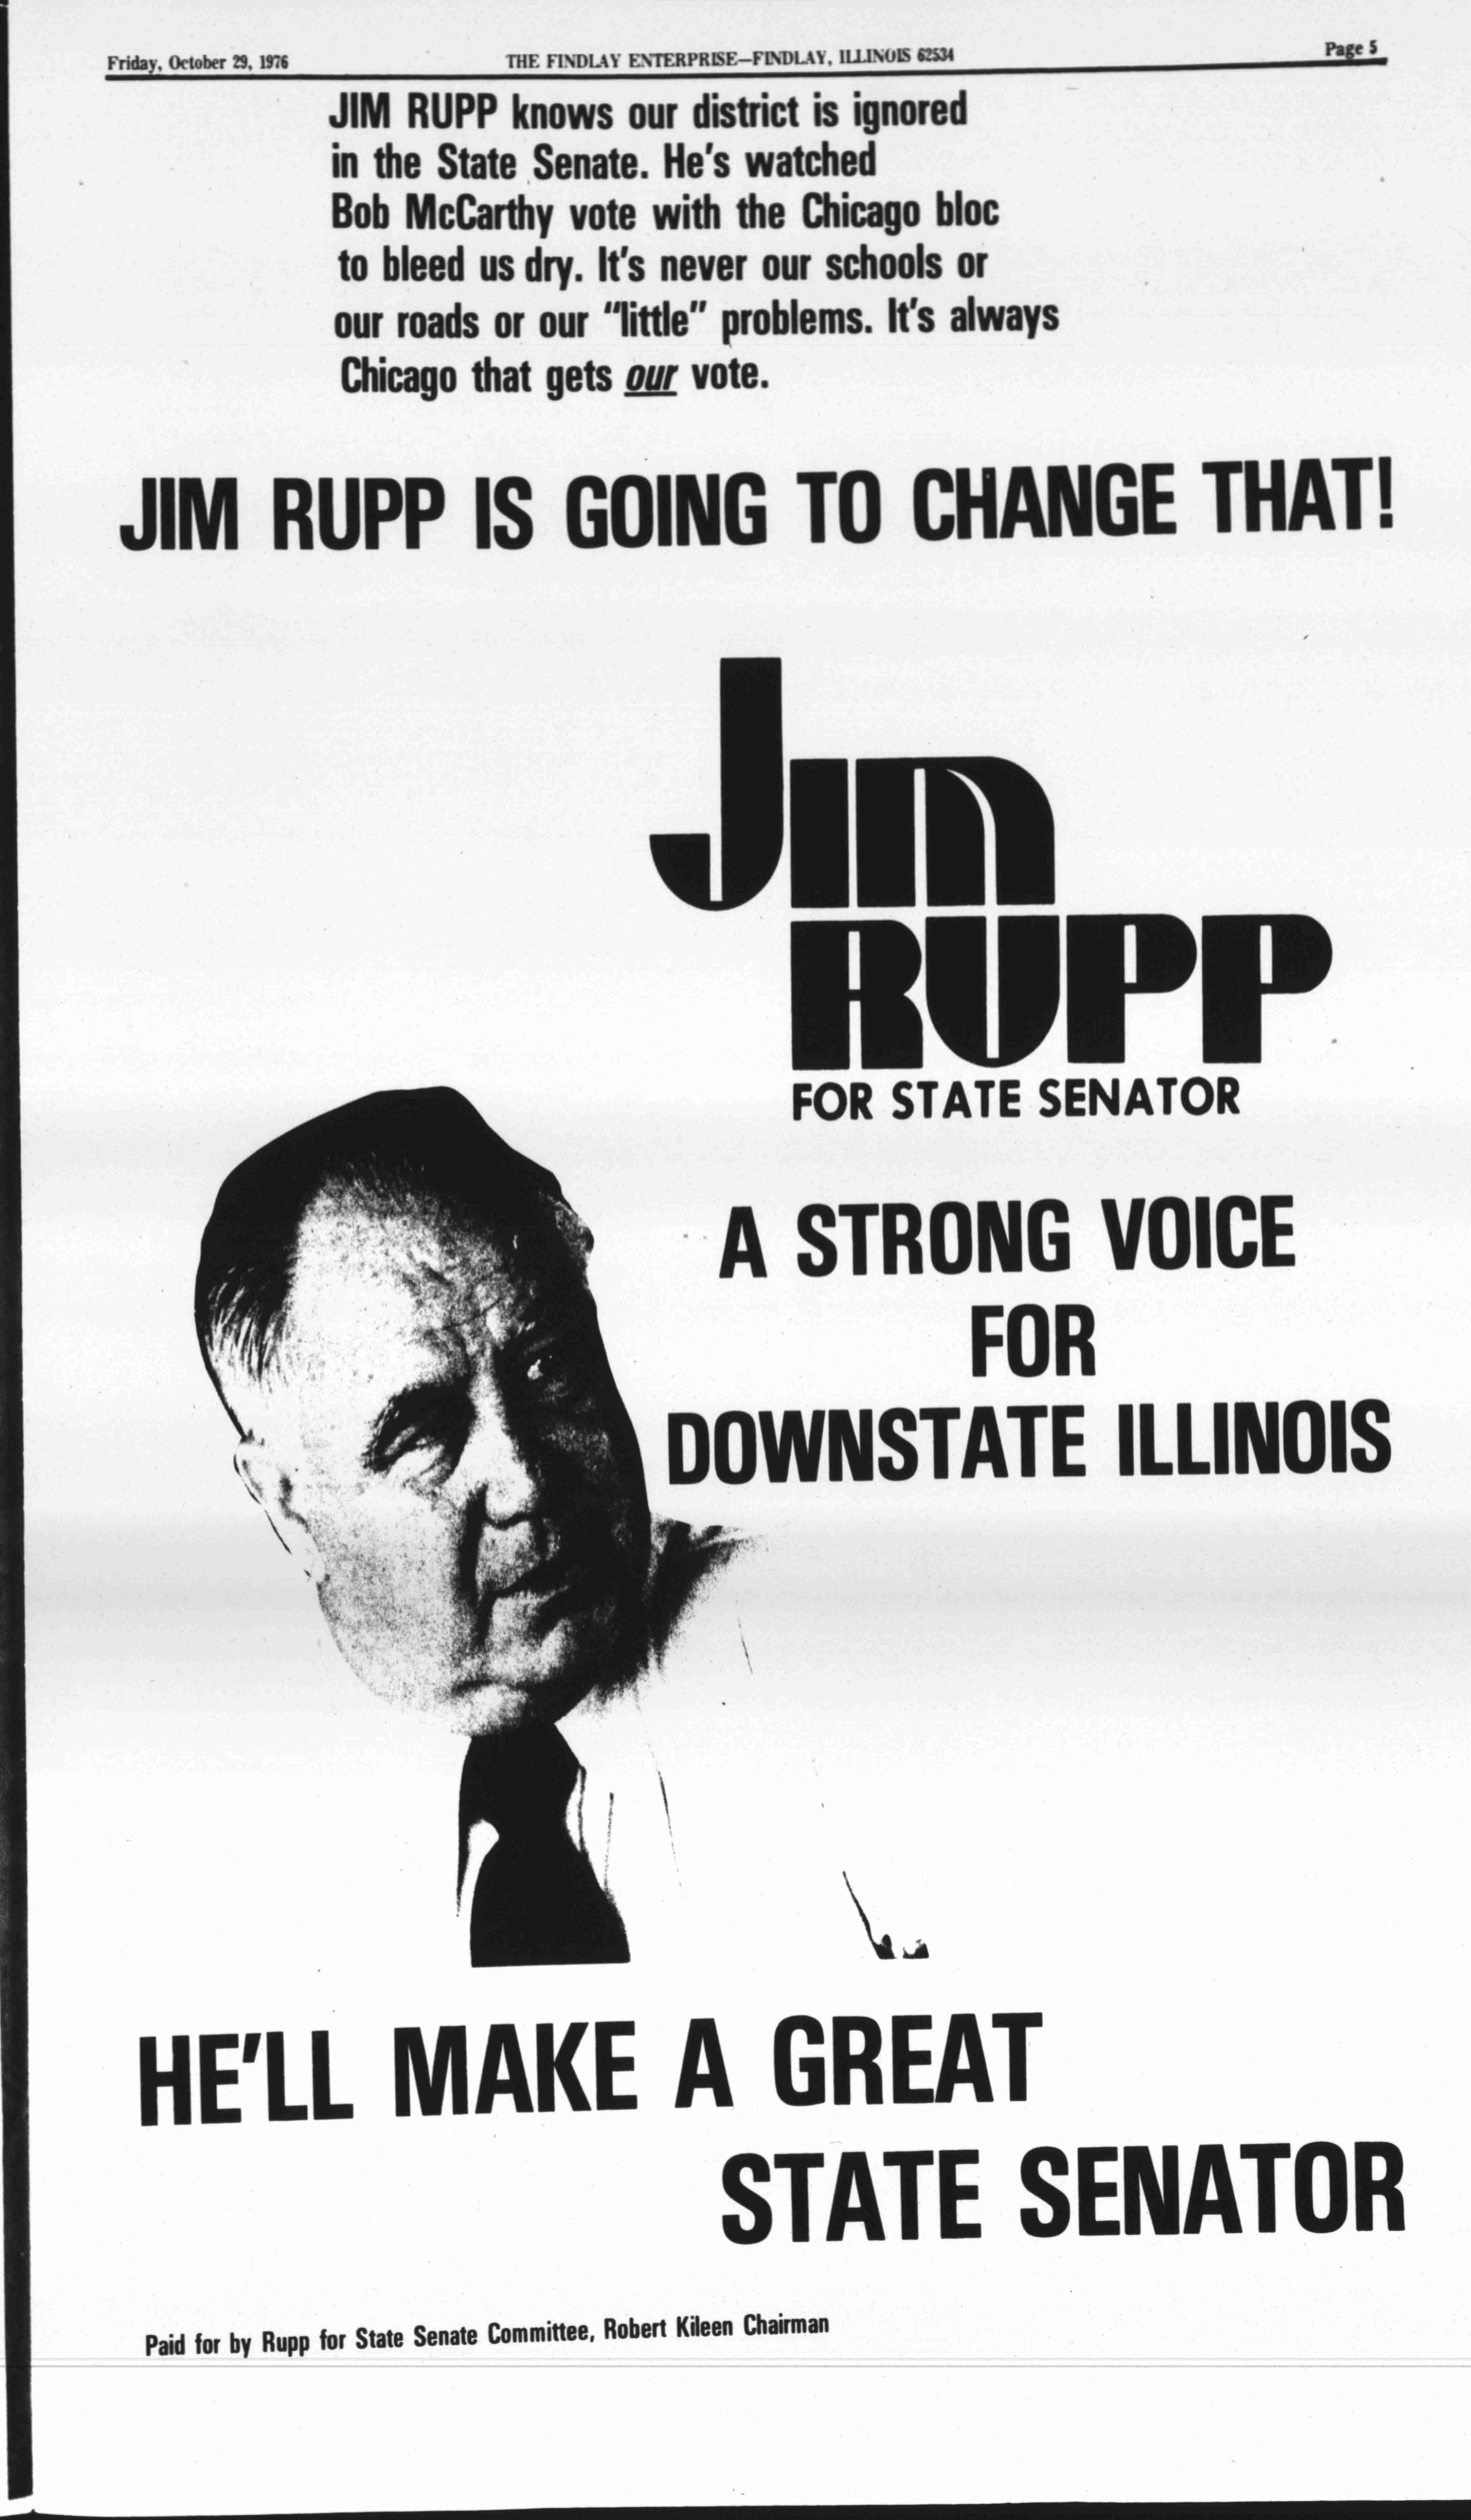 Friday, October 29, 1976 THE FINDLAY ENTERPRISE—FINDLAY, ILLINOIS 62534 Page 5
JIM RUPP knows our district is ignored
in the State Senate. He's watched
Bob McCarthy vote with the Chicago bloc
to bleed us dry. It's never our schools or
our roads or our "little" problems. It's always
Chicago that gets our vote.
JIM RUPP IS GOING TO CHANGE THAT!
Jim
RUPP
FOR STATE SENATOR
A STRONG VOICE
FOR
DOWNSTATE ILLINOIS
HE'LL MAKE A GREAT
STATE SENATOR
Paid for by Rupp for State Senate Committee, Robert Kileen Chairman